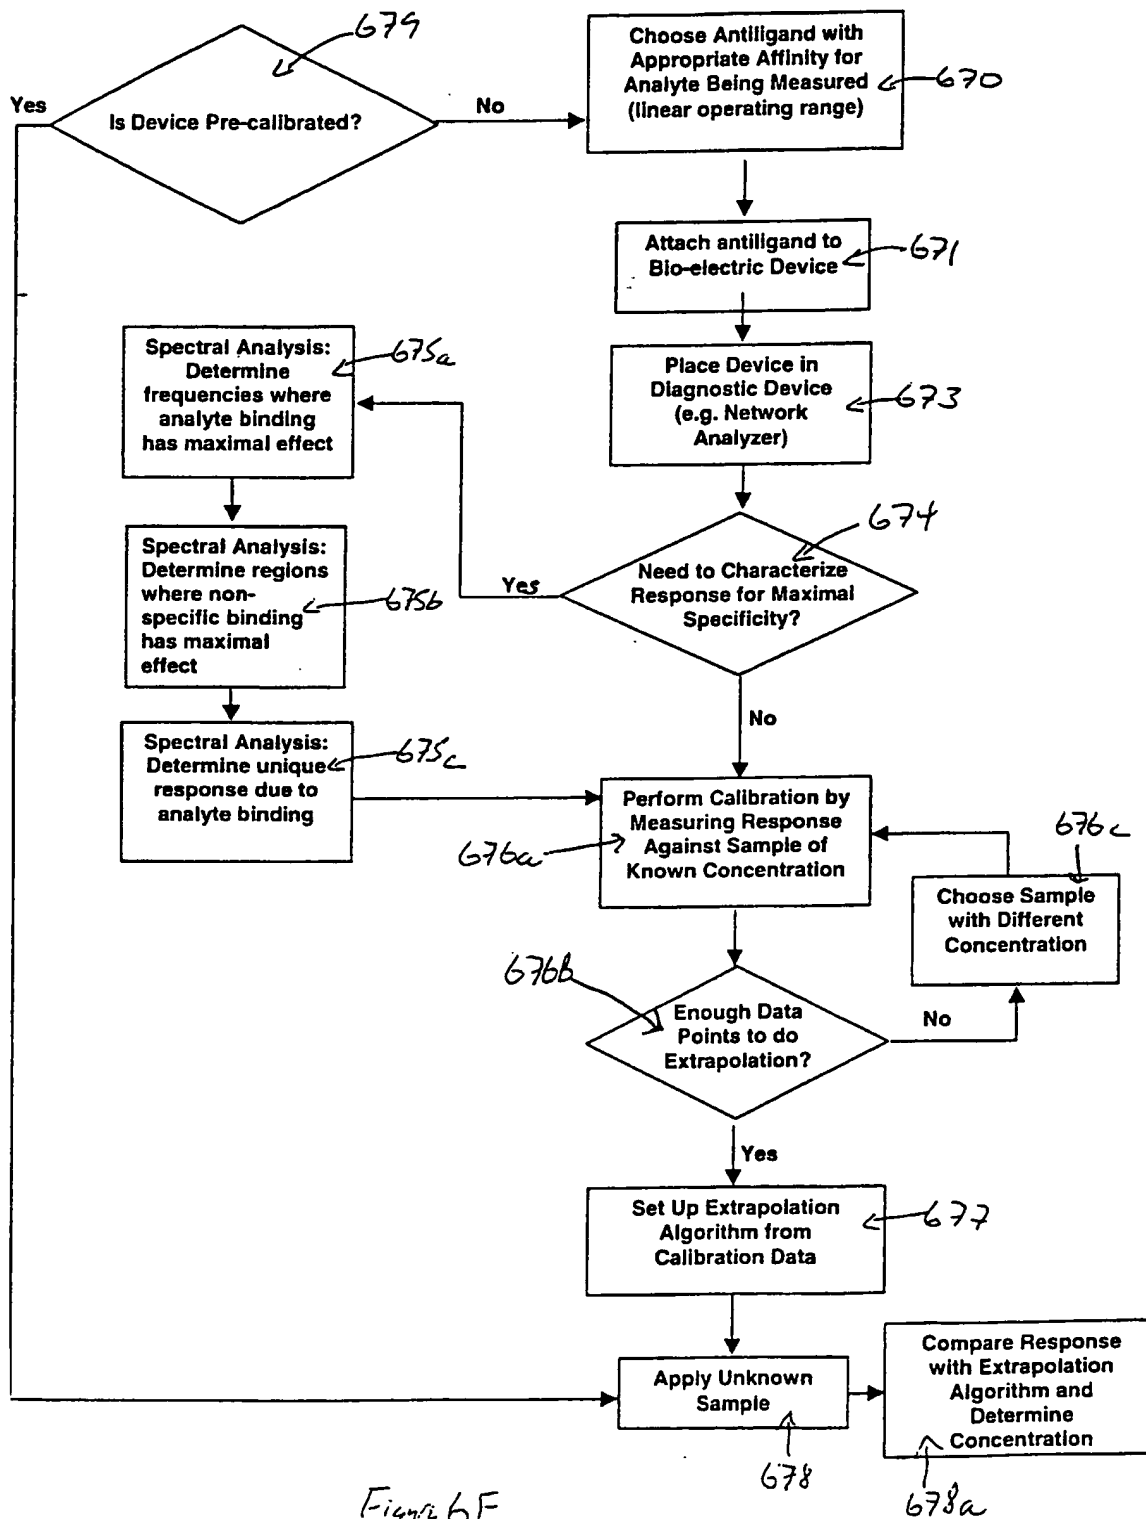 679
Yes
Is Device Pre-calibrated?
No
Choose Antiligand with
Appropriate Affinity for
Analyte Being Measured
(linear operating range)
670
Attach antiligand to
Bio-electric Device
671
Place Device in
Diagnostic Device
(e.g. Network
Analyzer)
673
674
Need to Characterize
Response for Maximal
Specificity?
Yes
No
Spectral Analysis:
Determine
frequencies where
analyte binding
has maximal effect
675a
Spectral Analysis:
Determine regions
where non-
specific binding
has maximal
effect
675b
Spectral Analysis:
Determine unique
response due to
analyte binding
675c
Perform Calibration by
Measuring Response
Against Sample of
Known Concentration
676a
676c
Choose Sample
with Different
Concentration
676b
Enough Data
Points to do
Extrapolation?
No
Yes
Set Up Extrapolation
Algorithm from
Calibration Data
677
Apply Unknown
Sample
678
Compare Response
with Extrapolation
Algorithm and
Determine
Concentration
678a
Figure 6F